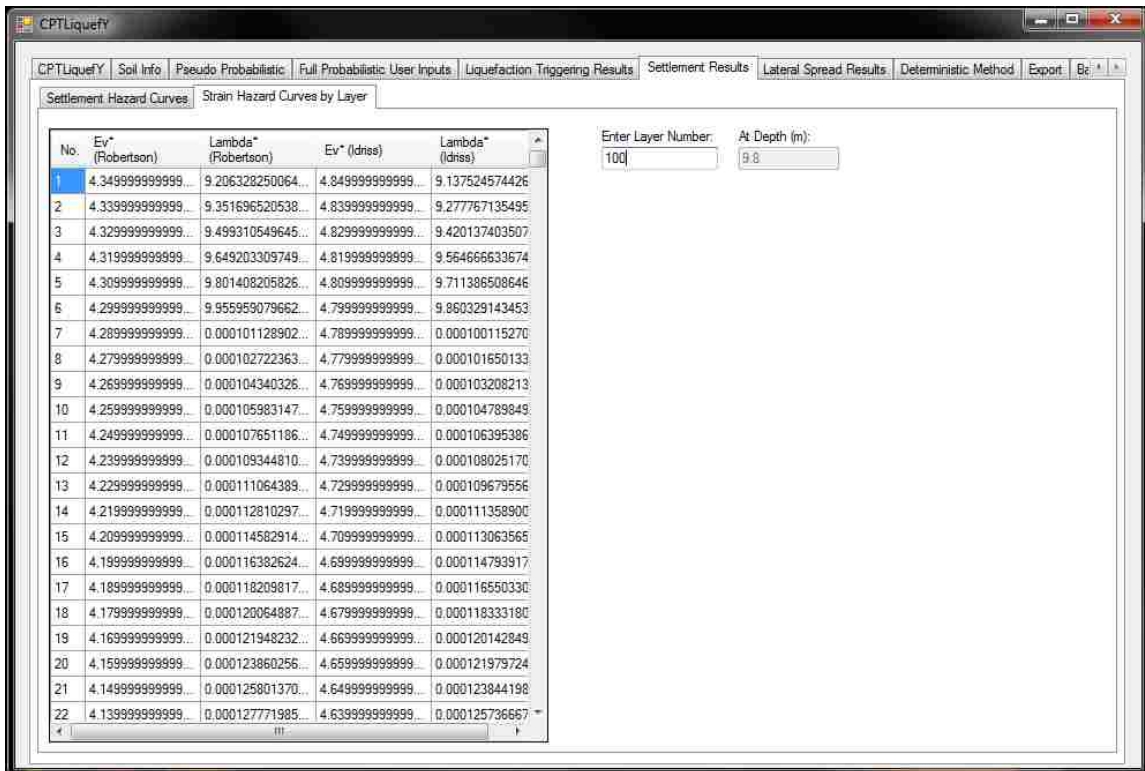 CPTLiquefY
CPTLiquefY Soil Info Pseudo Probabilistic Full Probabilistic User Inputs Liquefaction Triggering Results Settlement Results Lateral Spread Results Deterministic Method Export
Settlement Hazard Curves Strain Hazard Curves by Layer
No. Ev^ (Robertson) Lambda^ (Robertson) Ev^ (Idriss) Lambda^ (Idriss)
Enter Layer Number: At Depth (m):
100 9.8
1 4.349999999999... 9.206328250064... 4.849999999999... 9.137524574426
2 4.339999999999... 9.351696520538... 4.839999999999... 9.277767135495
3 4.329999999999... 9.499310549645... 4.829999999999... 9.420137403507
4 4.319999999999... 9.649203309749... 4.819999999999... 9.564666633674
5 4.309999999999... 9.801408205826... 4.809999999999... 9.711386508646
6 4.299999999999... 9.955959079662... 4.799999999999... 9.860329143453
7 4.289999999999... 0.000101128902... 4.789999999999... 0.000100115270
8 4.279999999999... 0.000102722363... 4.779999999999... 0.000101650133
9 4.269999999999... 0.000104340326... 4.769999999999... 0.000103208213
10 4.259999999999... 0.000105983147... 4.759999999999... 0.000104789849
11 4.249999999999... 0.000107651186... 4.749999999999... 0.000106395386
12 4.239999999999... 0.000109344810... 4.739999999999... 0.000108025170
13 4.229999999999... 0.000111064389... 4.729999999999... 0.000109679556
14 4.219999999999... 0.000112810297... 4.719999999999... 0.000111358900
15 4.209999999999... 0.000114582914... 4.709999999999... 0.000113063565
16 4.199999999999... 0.000116382624... 4.699999999999... 0.000114793917
17 4.189999999999... 0.000118209817... 4.689999999999... 0.000116550330
18 4.179999999999... 0.000120064887... 4.679999999999... 0.000118333180
19 4.169999999999... 0.000121948232... 4.669999999999... 0.000120142849
20 4.159999999999... 0.000123860256... 4.659999999999... 0.000121979724
21 4.149999999999... 0.000125801370... 4.649999999999... 0.000123844198
22 4.139999999999... 0.000127771985... 4.639999999999... 0.000125736667